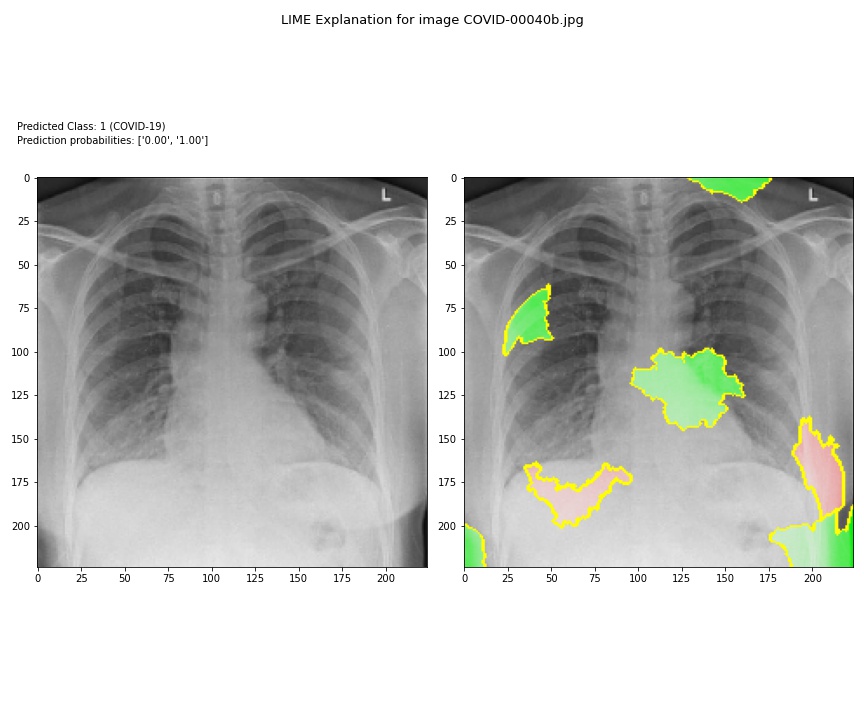 LIME Explanation for image COVID-00040b.jpg
Predicted Class: 1 (COVID-19)
Prediction probabilities: ['0.00', '1.00']
L
L
0
25
50
75
100
125
150
175
200
0
25
50
75
100
125
150
175
200
0 25 50 75 100 125 150 175 200
0 25 50 75 100 125 150 175 200